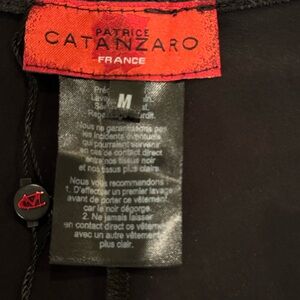 PATRICE
CATANZARO
FRANCE
M
Nous ne garantissons pas
les incidents éventuels
qui pourraient survenir
en cas de contact direct
entre nos tissus noir
et nos tissus plus clairs.
Nous vous recommandons :
1. D'effectuer un premier lavage
avant de porter ce vêtement
car le noir dégorge.
2. Ne jamais laisser
en contact direct ce vêtement
avec un autre vêtement
plus clair.